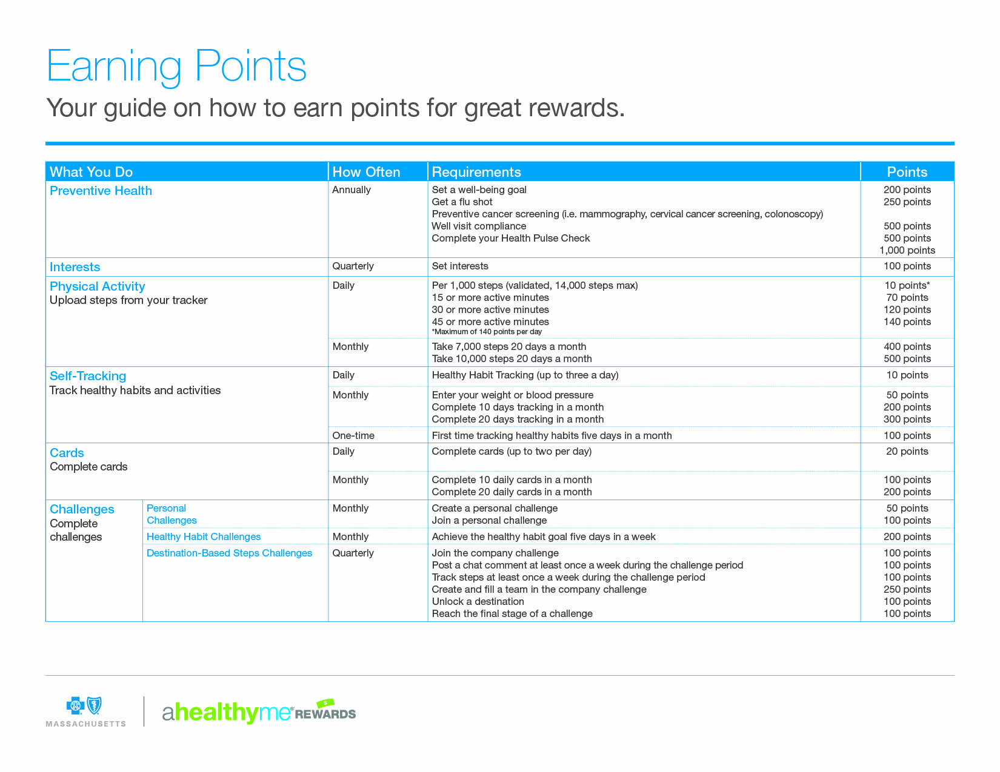 Earning Points
Your guide on how to earn points for great rewards.
What You Do How Often Requirements Points
Preventive Health Annually Set a well-being goal 200 points
Get a flu shot 250 points
Preventive cancer screening (i.e. mammography, cervical cancer screening, colonoscopy)
Well visit compliance 500 points
Complete your Health Pulse Check 500 points
1,000 points
Interests Quarterly Set interests 100 points
Physical Activity Daily Per 1,000 steps (validated, 14,000 steps max) 10 points*
Upload steps from your tracker 15 or more active minutes 70 points
30 or more active minutes 120 points
45 or more active minutes 140 points
*Maximum of 140 points per day
Monthly Take 7,000 steps 20 days a month 400 points
Take 10,000 steps 20 days a month 500 points
Self-Tracking Daily Healthy Habit Tracking (up to three a day) 10 points
Track healthy habits and activities
Monthly Enter your weight or blood pressure 50 points
Complete 10 days tracking in a month 200 points
Complete 20 days tracking in a month 300 points
One-time First time tracking healthy habits five days in a month 100 points
Cards Daily Complete cards (up to two per day) 20 points
Complete cards
Monthly Complete 10 daily cards in a month 100 points
Complete 20 daily cards in a month 200 points
Challenges Personal Monthly Create a personal challenge 50 points
Complete Challenges Join a personal challenge 100 points
challenges Healthy Habit Challenges Monthly Achieve the healthy habit goal five days in a week 200 points
Destination-Based Steps Challenges Quarterly Join the company challenge 100 points
Post a chat comment at least once a week during the challenge period 100 points
Track steps at least once a week during the challenge period 100 points
Create and fill a team in the company challenge 250 points
Unlock a destination 100 points
Reach the final stage of a challenge 100 points
MASSACHUSETTS
ahealthyme® REWARDS
$